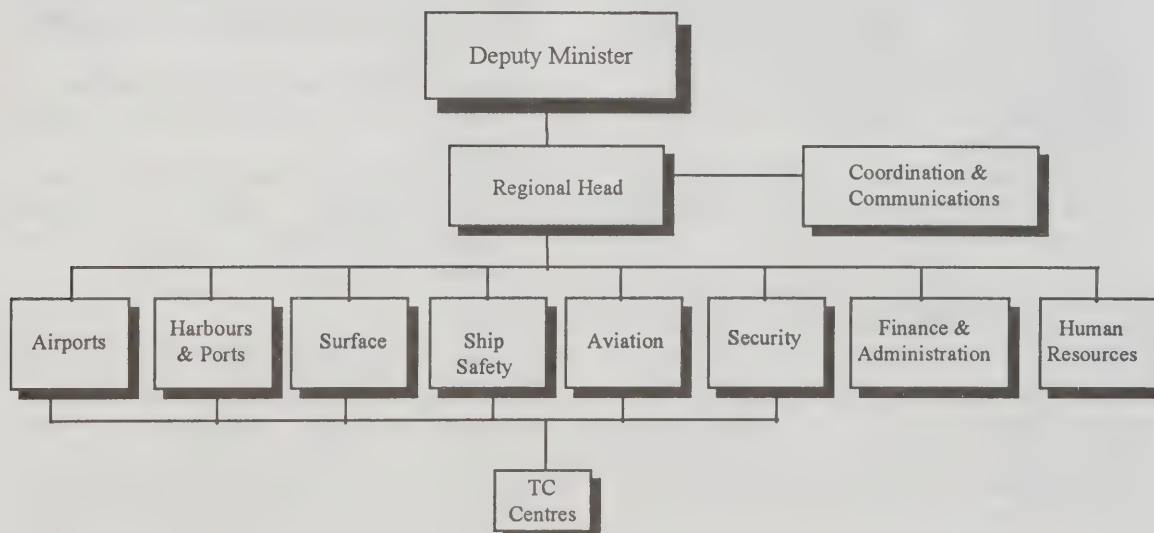 Deputy Minister
Regional Head
Coordination &
Communications
Airports
Harbours
& Ports
Surface
Ship
Safety
Aviation
Security
Finance &
Administration
Human
Resources
TC
Centres